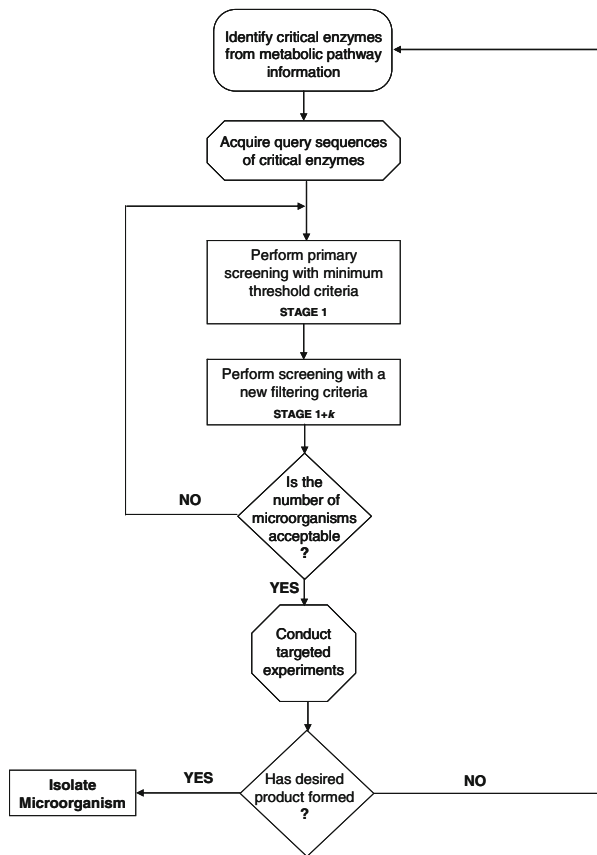 Identify critical enzymes
from metabolic pathway
information
Acquire query sequences
of critical enzymes
Perform primary
screening with minimum
threshold criteria
STAGE 1
Perform screening with a
new filtering criteria
STAGE 1+k
Is the
number of
microorganisms
acceptable
?
NO
YES
Conduct
targeted
experiments
Has desired
product formed
?
YES
NO
Isolate
Microorganism